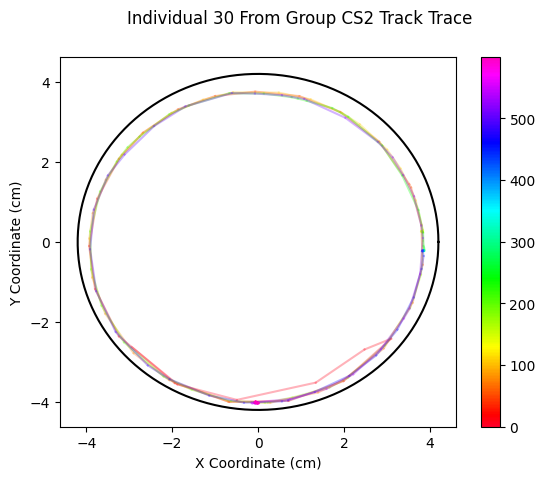 Individual 30 From Group CS2 Track Trace
4
2
0
−2
−4
Y Coordinate (cm)
−4 −2 0 2 4
X Coordinate (cm)
500
400
300
200
100
0